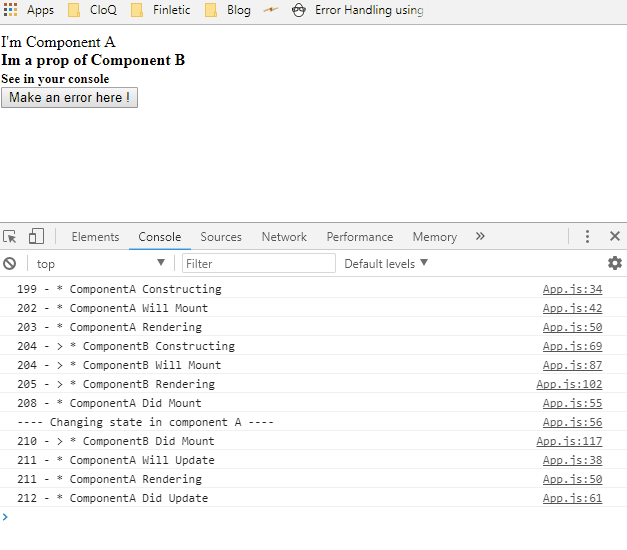 Apps CloQ Finletic Blog Error Handling using
I'm Component A
Im a prop of Component B
See in your console
Make an error here !
Elements Console Sources Network Performance Memory »
top ▼ Filter Default levels ▼
199 - * ComponentA Constructing App.js:34
202 - * ComponentA Will Mount App.js:42
203 - * ComponentA Rendering App.js:50
204 - > * ComponentB Constructing App.js:69
204 - > * ComponentB Will Mount App.js:87
205 - > * ComponentB Rendering App.js:102
208 - * ComponentA Did Mount App.js:55
---- Changing state in component A ---- App.js:56
210 - > * ComponentB Did Mount App.js:117
211 - * ComponentA Will Update App.js:38
211 - * ComponentA Rendering App.js:50
212 - * ComponentA Did Update App.js:61
>